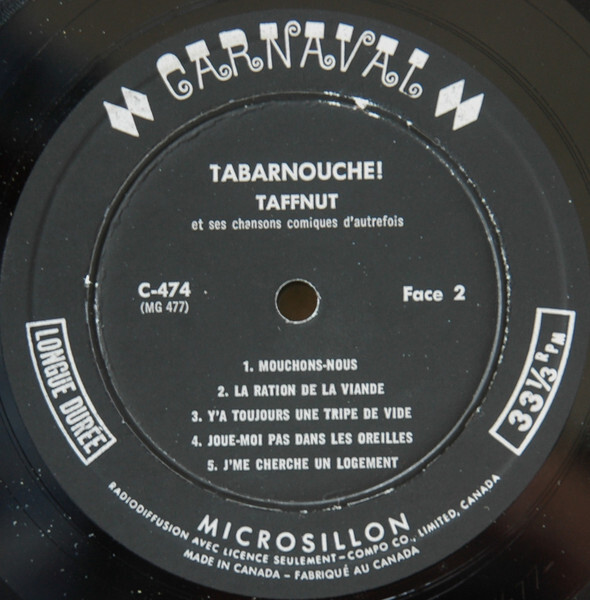 CARNAVAL
TABARNOUCHE!
TAFFNUT
et ses chansons comiques d'autrefois
C-474
(MG 477)
Face 2
LONGUE DURÉE
33 1/3 RPM
1. MOUCHONS-NOUS
2. LA RATION DE LA VIANDE
3. Y'A TOUJOURS UNE TRIPE DE VIDE
4. JOUE-MOI PAS DANS LES OREILLES
5. J'ME CHERCHE UN LOGEMENT
MICROSILLON
RADIODIFFUSION AVEC LICENCE SEULEMENT-COMPO CO., LIMITED, CANADA
MADE IN CANADA - FABRIQUÉ AU CANADA